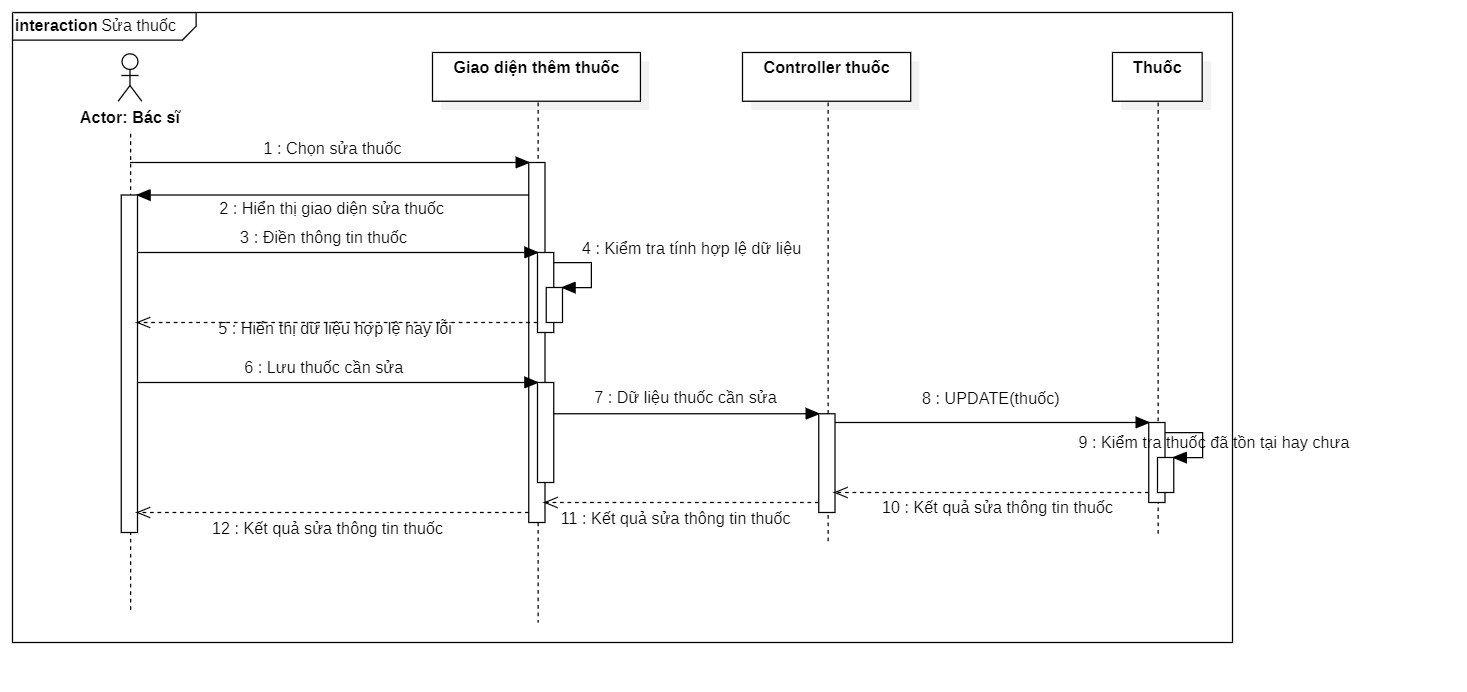 interaction Sửa thuốc
Giao diện thêm thuốc
Controller thuốc
Thuốc
Actor: Bác sĩ
1 : Chọn sửa thuốc
2 : Hiển thị giao diện sửa thuốc
3 : Điền thông tin thuốc
4 : Kiểm tra tính hợp lệ dữ liệu
5 : Hiển thị dữ liệu hợp lệ hay lỗi
6 : Lưu thuốc cần sửa
7 : Dữ liệu thuốc cần sửa
8 : UPDATE(thuốc)
9 : Kiểm tra thuốc đã tồn tại hay chưa
10 : Kết quả sửa thông tin thuốc
11 : Kết quả sửa thông tin thuốc
12 : Kết quả sửa thông tin thuốc